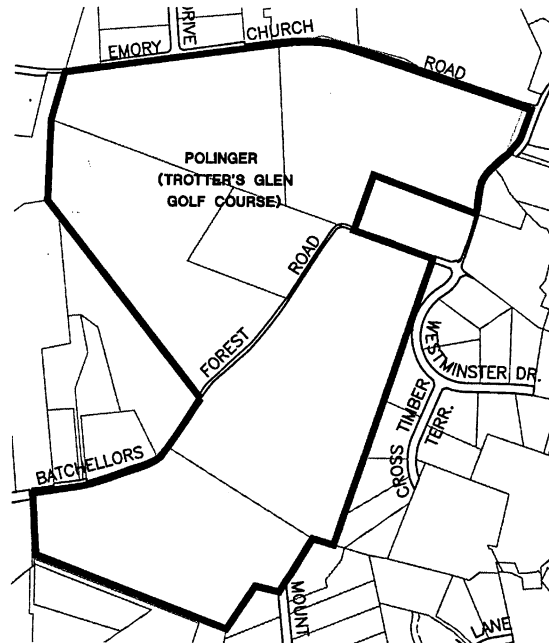 DRIVE
EMORY CHURCH ROAD
POLINGER
(TROTTER'S GLEN
GOLF COURSE)
BATCHELLORS FOREST ROAD
WESTMINSTER DR.
CROSS TIMBER TERR.
MOUNT
LANE